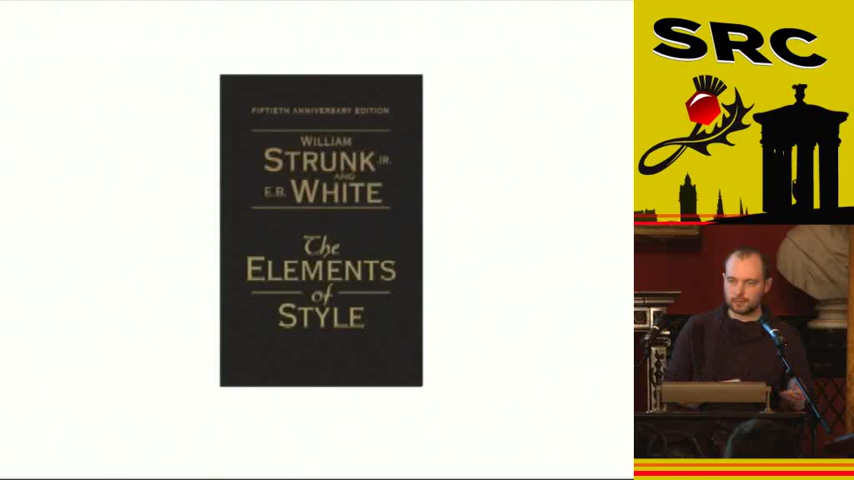 FIFTIETH ANNIVERSARY EDITION
WILLIAM
STRUNK JR.
AND
E.B. WHITE
The
ELEMENTS
of
STYLE
SRC